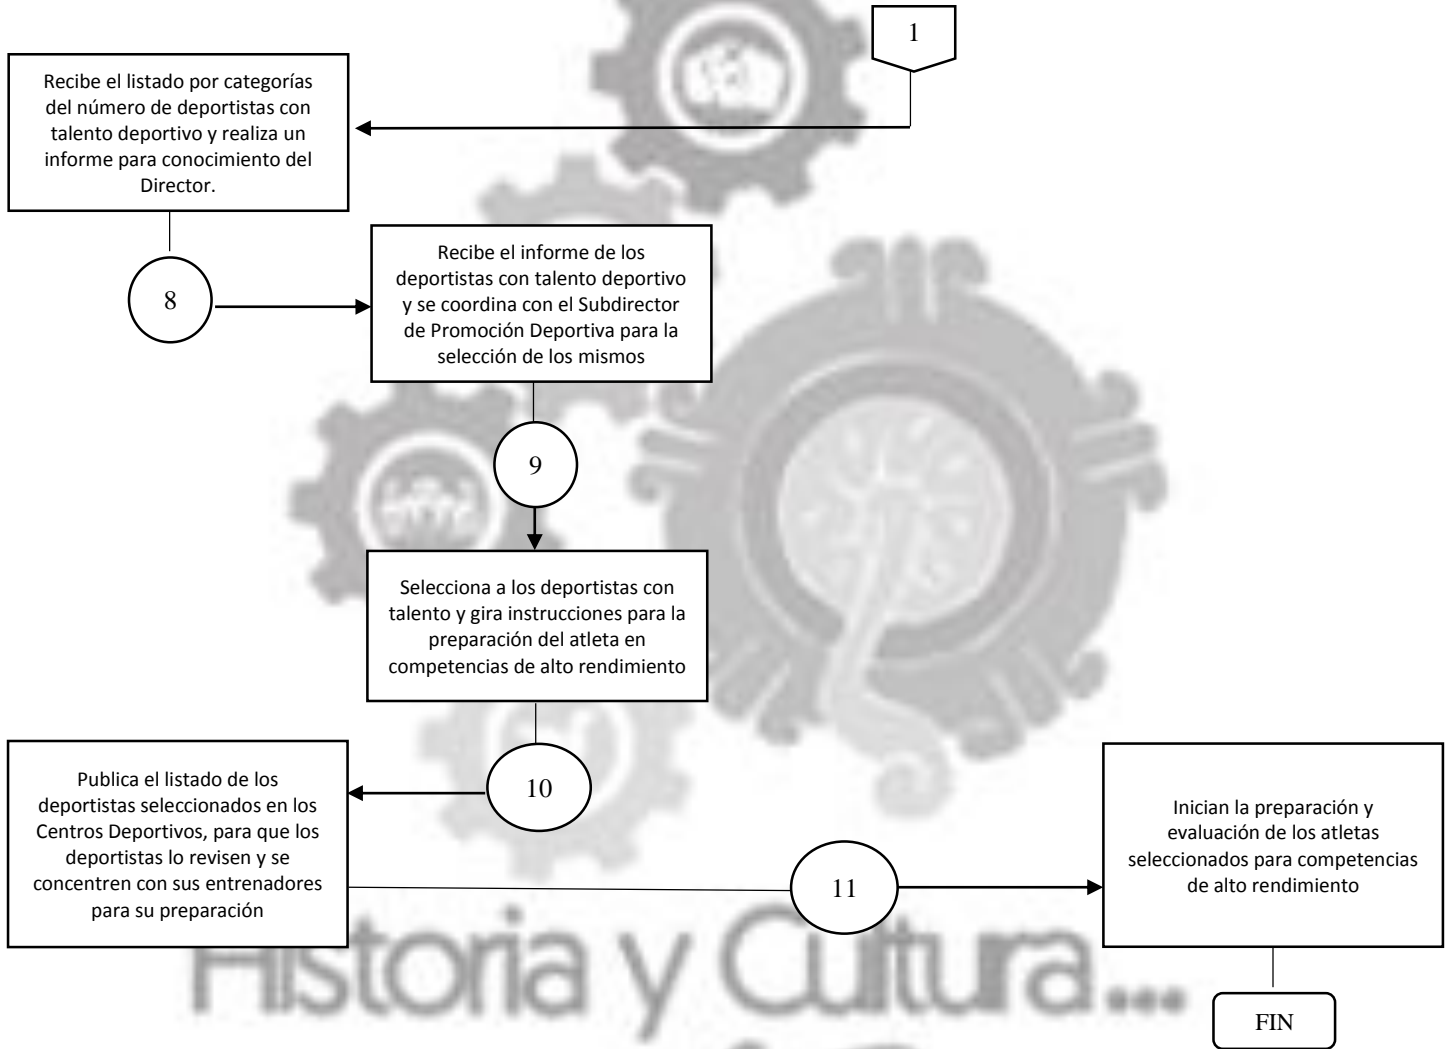 1
Recibe el listado por categorías
del número de deportistas con
talento deportivo y realiza un
informe para conocimiento del
Director.
8
Recibe el informe de los
deportistas con talento deportivo
y se coordina con el Subdirector
de Promoción Deportiva para la
selección de los mismos
9
Selecciona a los deportistas con
talento y gira instrucciones para la
preparación del atleta en
competencias de alto rendimiento
10
Publica el listado de los
deportistas seleccionados en los
Centros Deportivos, para que los
deportistas lo revisen y se
concentren con sus entrenadores
para su preparación
11
Inician la preparación y
evaluación de los atletas
seleccionados para competencias
de alto rendimiento
FIN
Historia y Cultura...